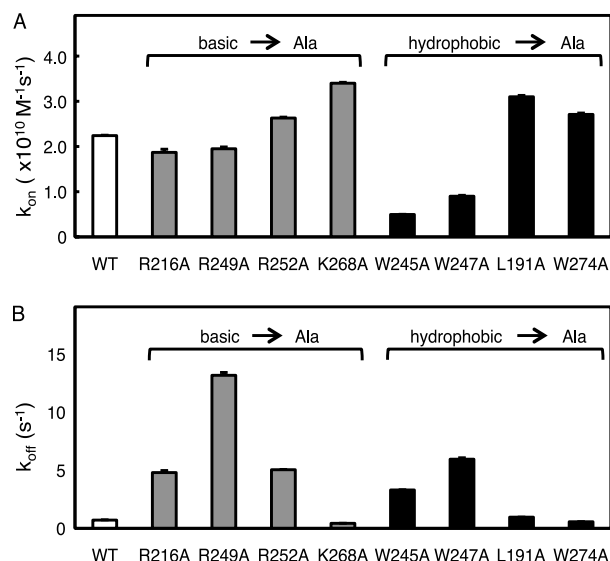 A
basic → Ala
hydrophobic → Ala
4.0
3.0
2.0
1.0
0
kon ( x10¹⁰ M⁻¹s⁻¹)
WT R216A R249A R252A K268A W245A W247A L191A W274A
B
basic → Ala
hydrophobic → Ala
15
10
5
0
koff (s⁻¹)
WT R216A R249A R252A K268A W245A W247A L191A W274A